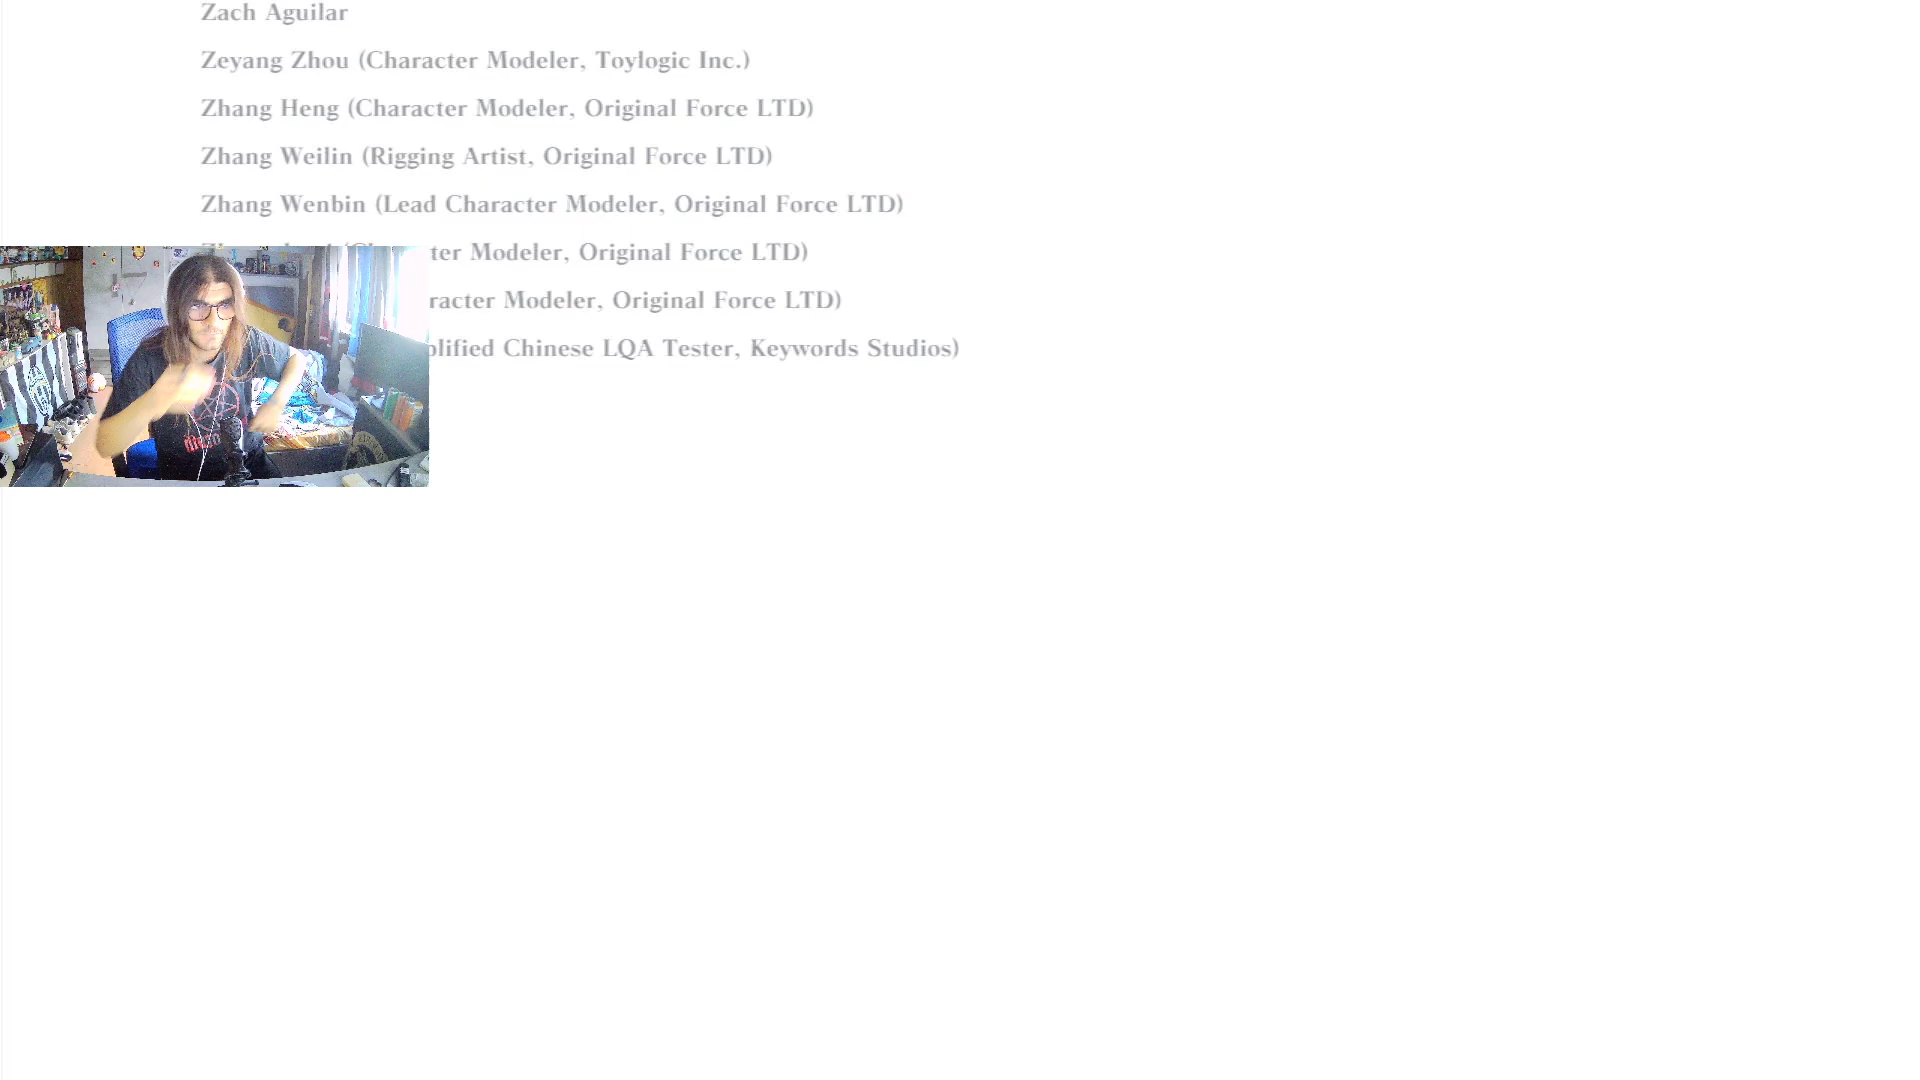 Zach Aguilar
Zeyang Zhou (Character Modeler, Toylogic Inc.)
Zhang Heng (Character Modeler, Original Force LTD)
Zhang Weilin (Rigging Artist, Original Force LTD)
Zhang Wenbin (Lead Character Modeler, Original Force LTD)
ter Modeler, Original Force LTD)
racter Modeler, Original Force LTD)
plified Chinese LQA Tester, Keywords Studios)